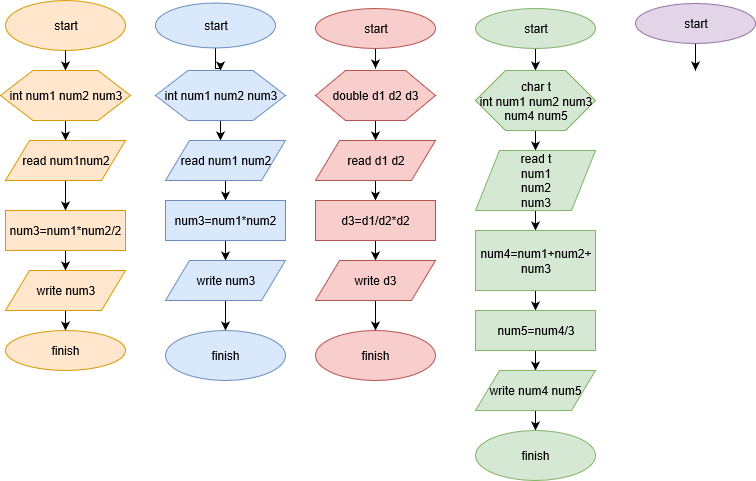 start
int num1 num2 num3
read num1num2
num3=num1*num2/2
write num3
finish
start
int num1 num2 num3
read num1 num2
num3=num1*num2
write num3
finish
start
double d1 d2 d3
read d1 d2
d3=d1/d2*d2
write d3
finish
start
char t
int num1 num2 num3
num4 num5
read t
num1
num2
num3
num4=num1+num2+
num3
num5=num4/3
write num4 num5
finish
start